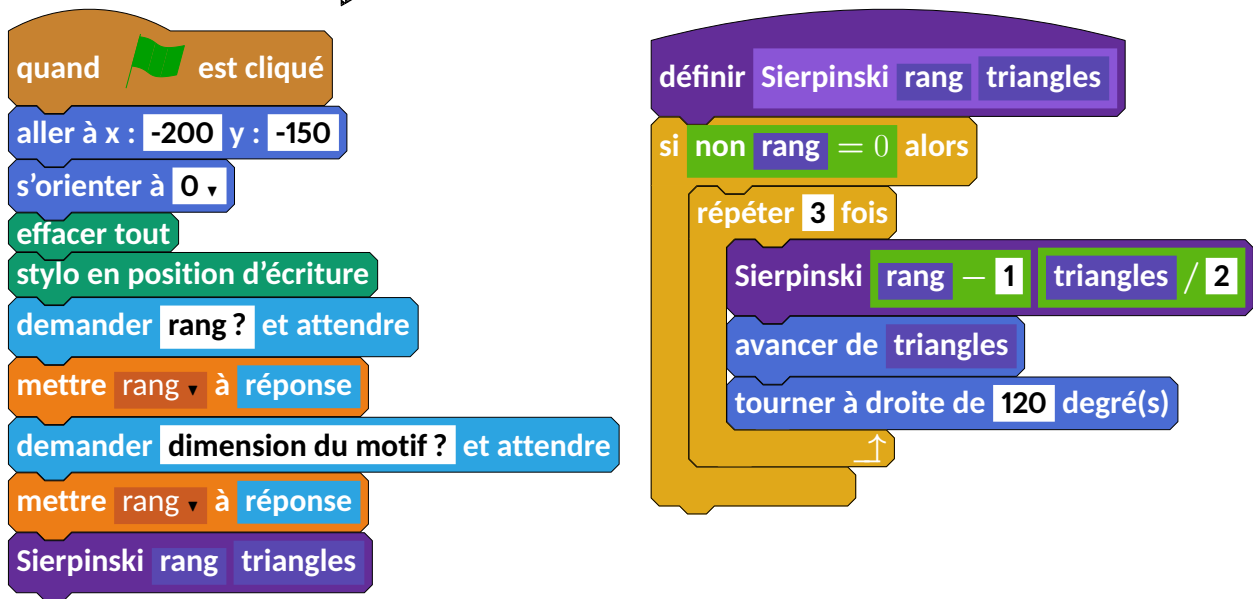 quand est cliqué
aller à x : -200 y : -150
s'orienter à 0 ▾
effacer tout
stylo en position d'écriture
demander rang ? et attendre
mettre rang ▾ à réponse
demander dimension du motif ? et attendre
mettre rang ▾ à réponse
Sierpinski rang triangles
définir Sierpinski rang triangles
si non rang = 0 alors
répéter 3 fois
Sierpinski rang − 1 triangles / 2
avancer de triangles
tourner à droite de 120 degré(s)